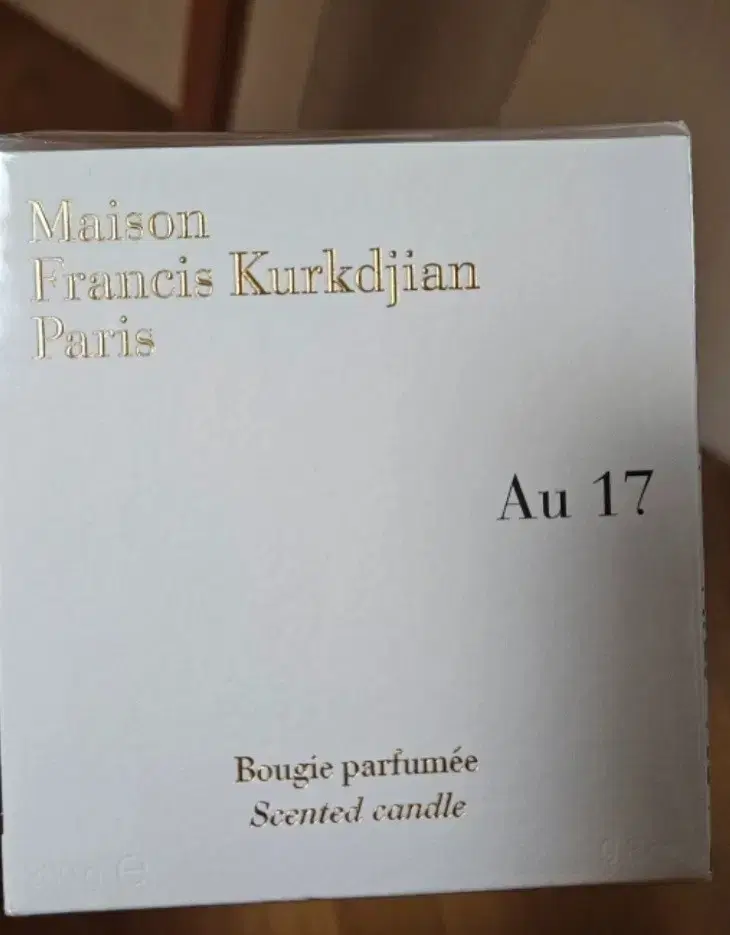 Maison
Francis Kurkdjian
Paris
Au 17
Bougie parfumée
Scented candle